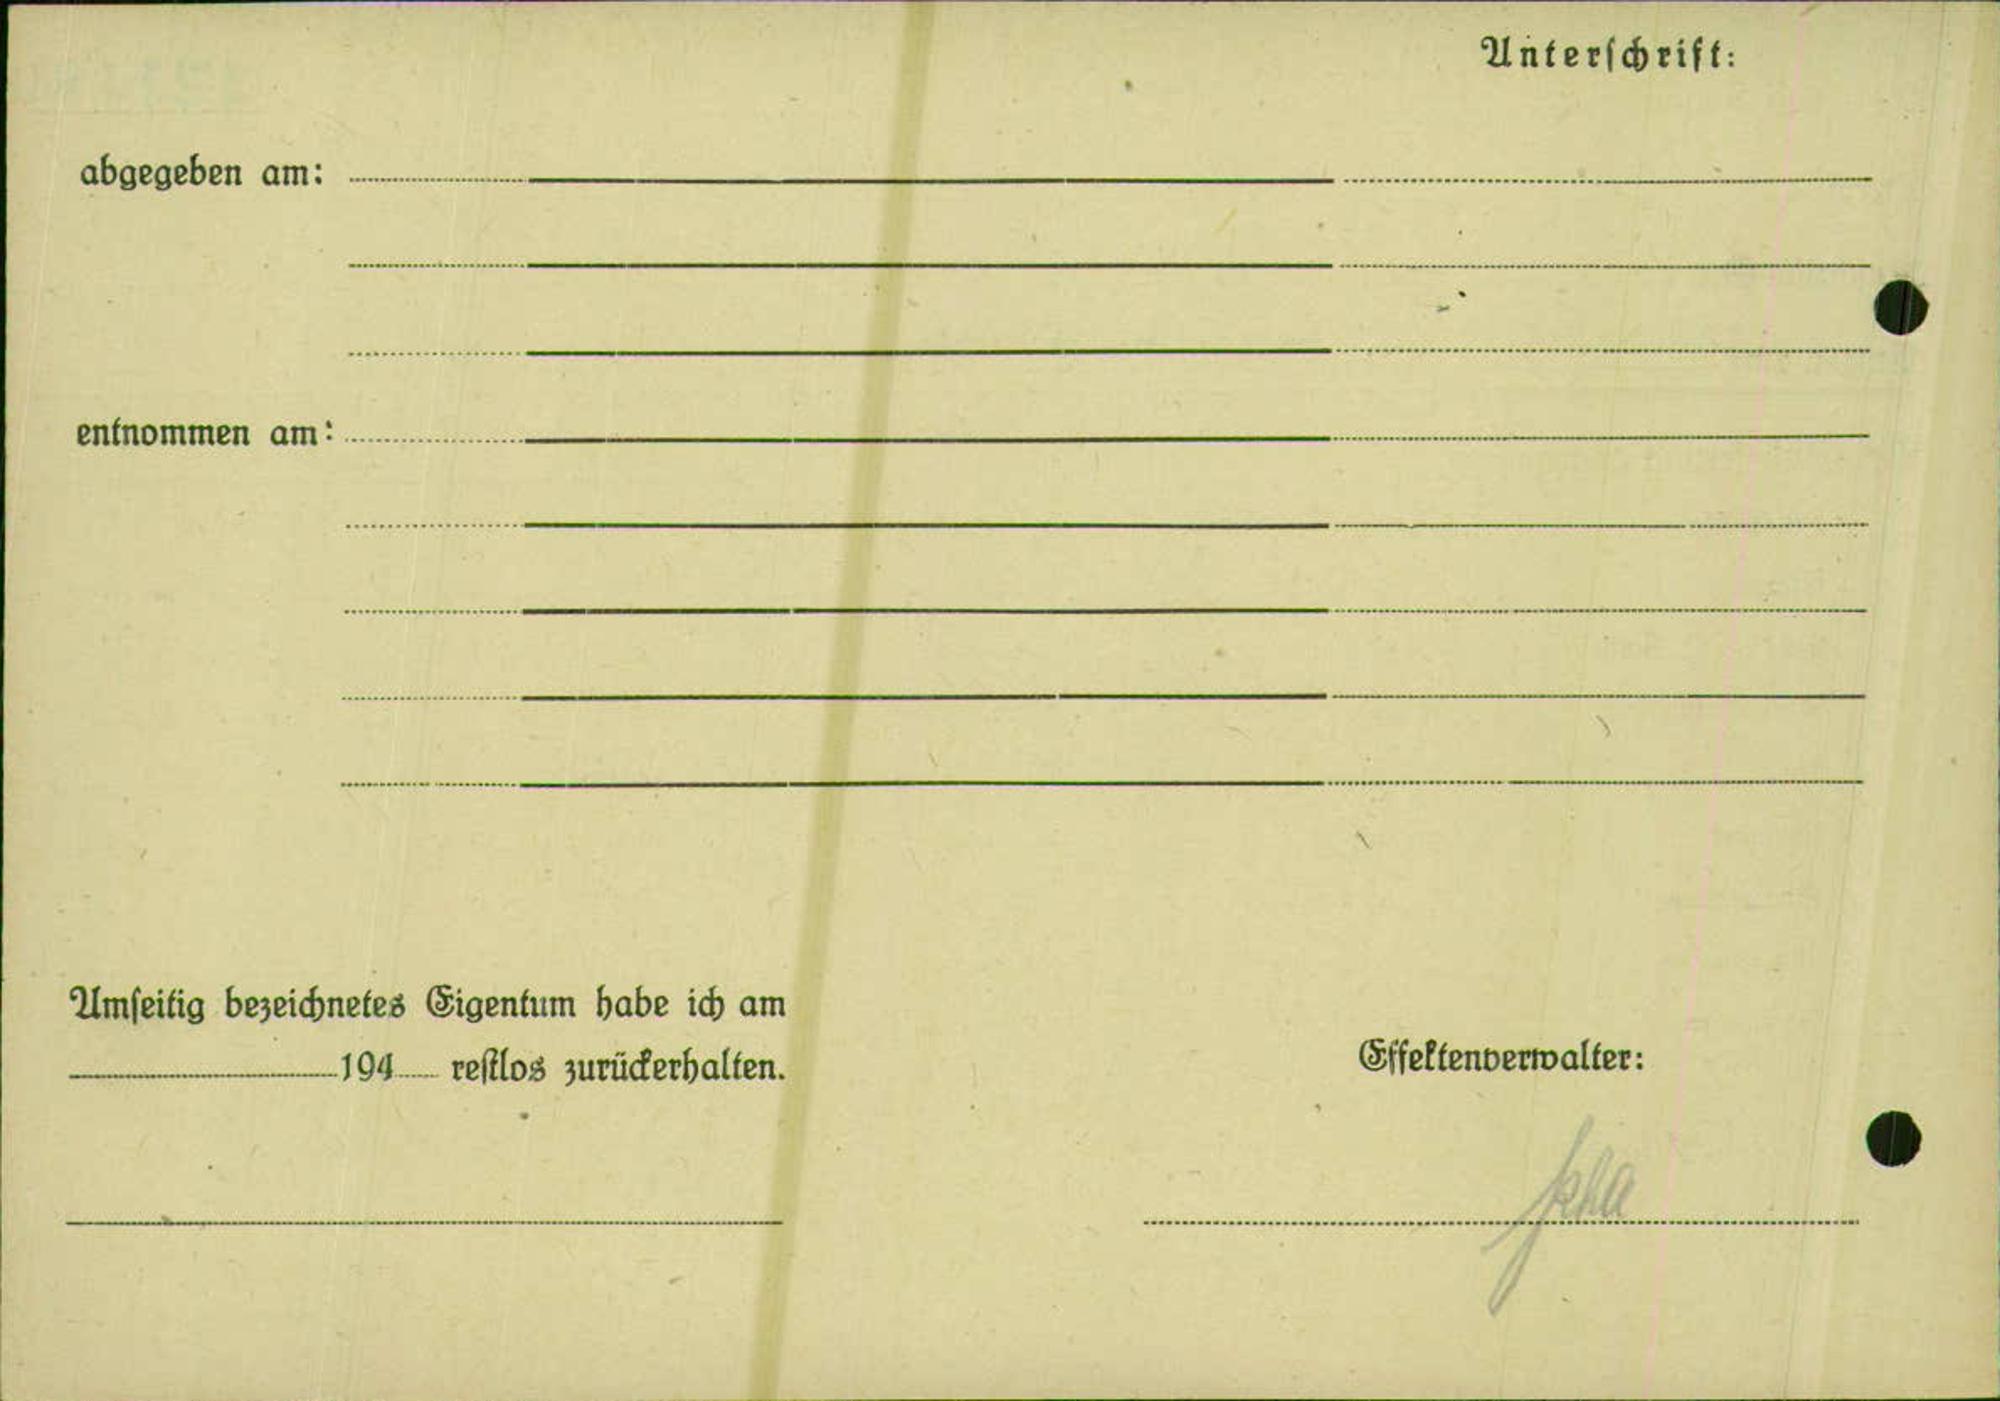 Unterschrift:
abgegeben am:
entnommen am:
Umseitig bezeichnetes Eigentum habe ich am
194 restlos zurückerhalten.
Effektenverwalter: